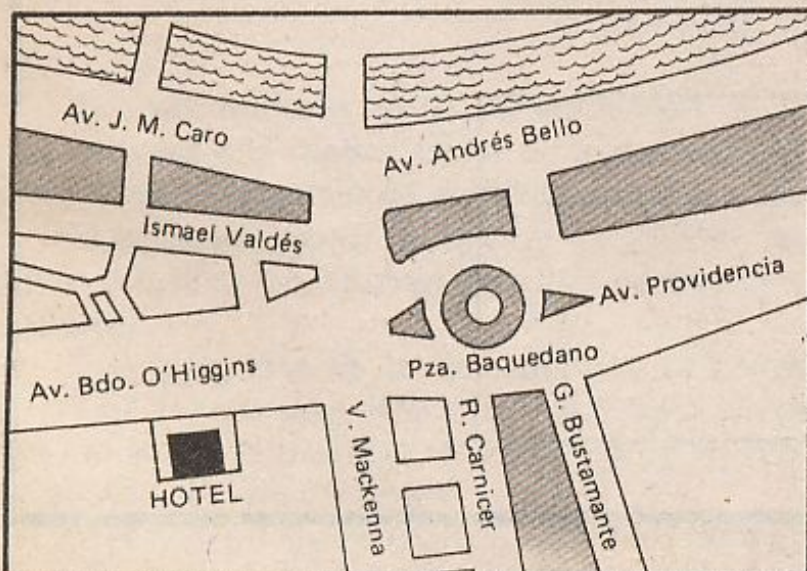 Av. J. M. Caro
Av. Andrés Bello
Ismael Valdés
Av. Providencia
Pza. Baquedano
Av. Bdo. O'Higgins
V. Mackenna
R. Carnicer
G. Bustamante
HOTEL